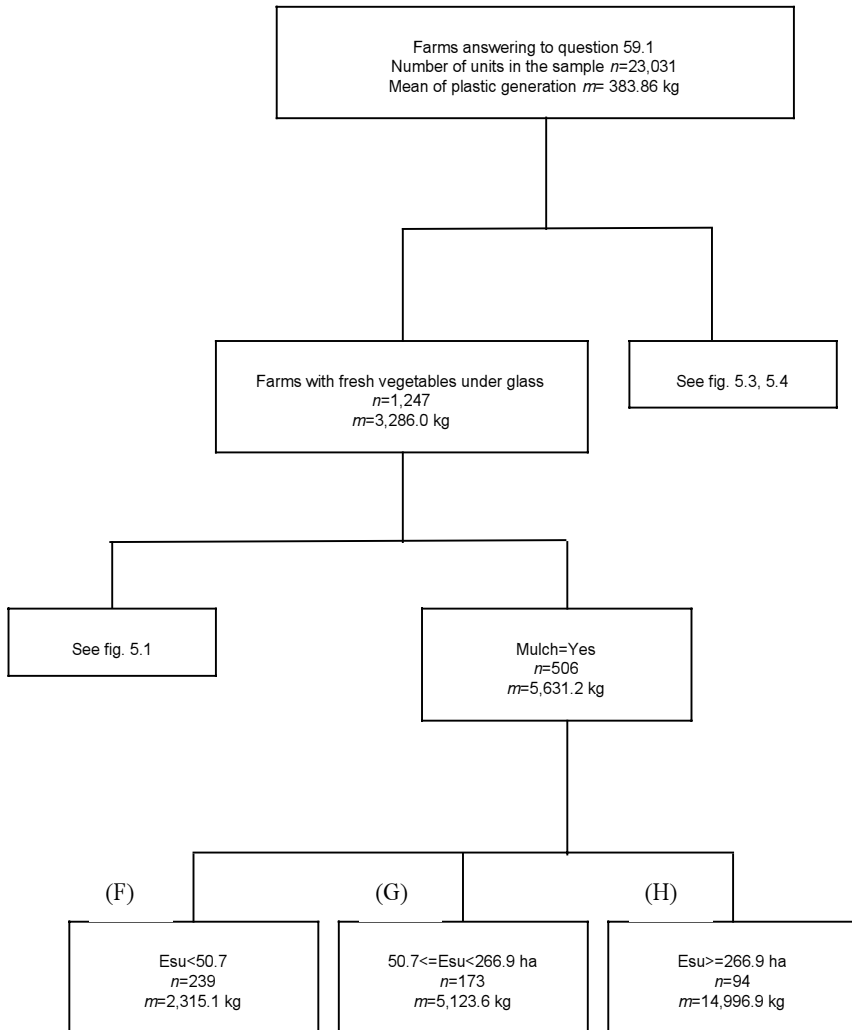 Farms answering to question 59.1
Number of units in the sample n=23,031
Mean of plastic generation m= 383.86 kg
Farms with fresh vegetables under glass
n=1,247
m=3,286.0 kg
See fig. 5.3, 5.4
See fig. 5.1
Mulch=Yes
n=506
m=5,631.2 kg
(F)
Esu<50.7
n=239
m=2,315.1 kg
(G)
50.7<=Esu<266.9 ha
n=173
m=5,123.6 kg
(H)
Esu>=266.9 ha
n=94
m=14,996.9 kg